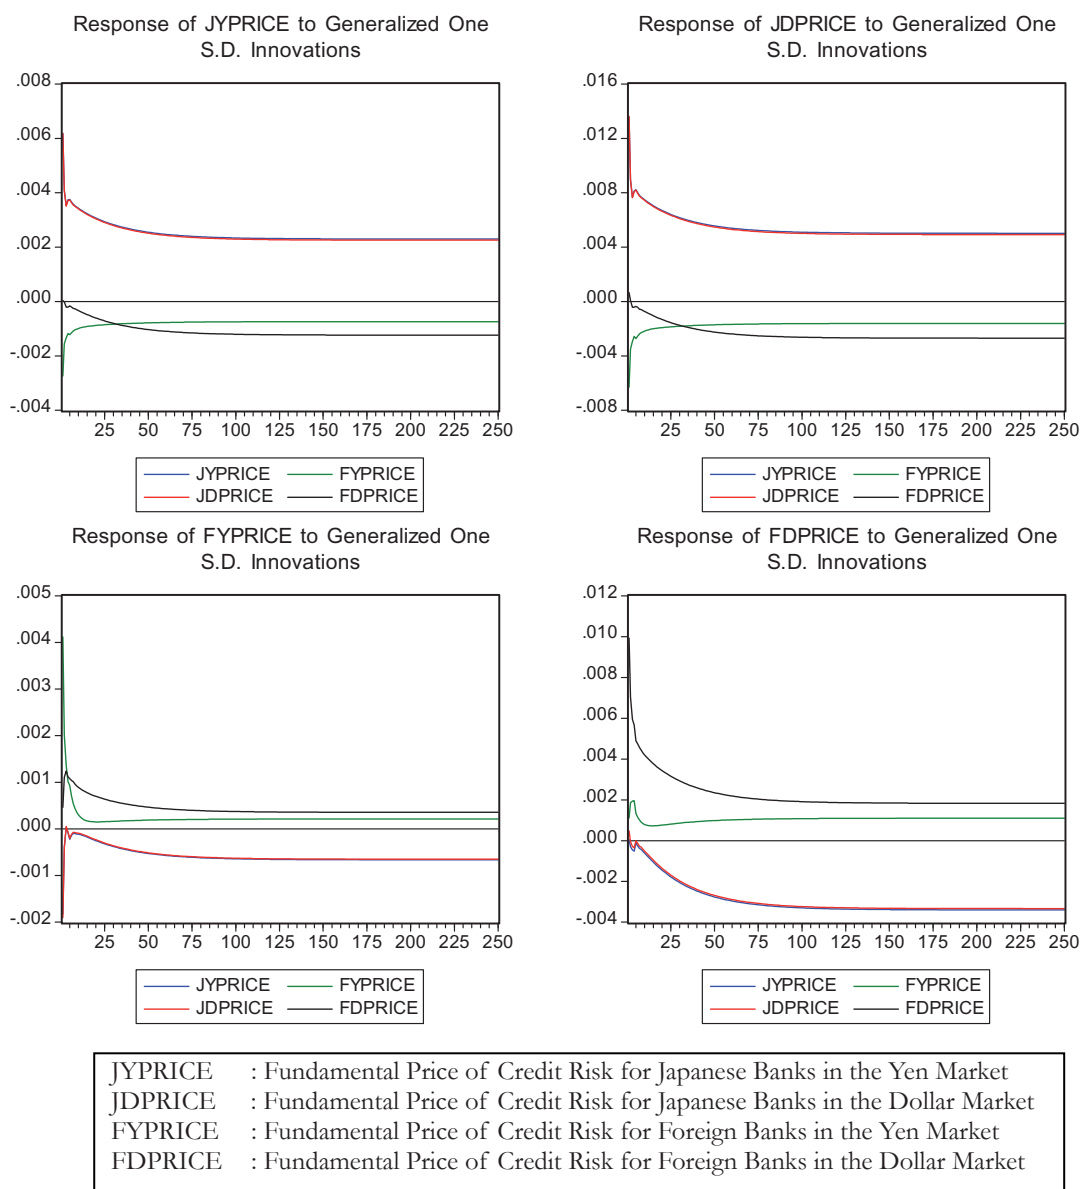 Response of JYPRICE to Generalized One
S.D. Innovations
.008
.006
.004
.002
.000
-.002
-.004
25 50 75 100 125 150 175 200 225 250
JYPRICE FYPRICE
JDPRICE FDPRICE
Response of JDPRICE to Generalized One
S.D. Innovations
.016
.012
.008
.004
.000
-.004
-.008
25 50 75 100 125 150 175 200 225 250
JYPRICE FYPRICE
JDPRICE FDPRICE
Response of FYPRICE to Generalized One
S.D. Innovations
.005
.004
.003
.002
.001
.000
-.001
-.002
25 50 75 100 125 150 175 200 225 250
JYPRICE FYPRICE
JDPRICE FDPRICE
Response of FDPRICE to Generalized One
S.D. Innovations
.012
.010
.008
.006
.004
.002
.000
-.002
-.004
25 50 75 100 125 150 175 200 225 250
JYPRICE FYPRICE
JDPRICE FDPRICE
JYPRICE : Fundamental Price of Credit Risk for Japanese Banks in the Yen Market
JDPRICE : Fundamental Price of Credit Risk for Japanese Banks in the Dollar Market
FYPRICE : Fundamental Price of Credit Risk for Foreign Banks in the Yen Market
FDPRICE : Fundamental Price of Credit Risk for Foreign Banks in the Dollar Market